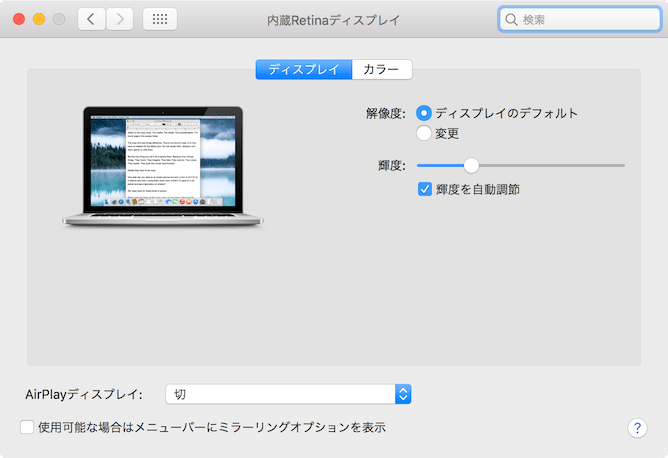 内蔵Retinaディスプレイ
検索
ディスプレイ
カラー
解像度:
ディスプレイのデフォルト
変更
輝度:
輝度を自動調節
AirPlayディスプレイ:
切
使用可能な場合はメニューバーにミラーリングオプションを表示
?